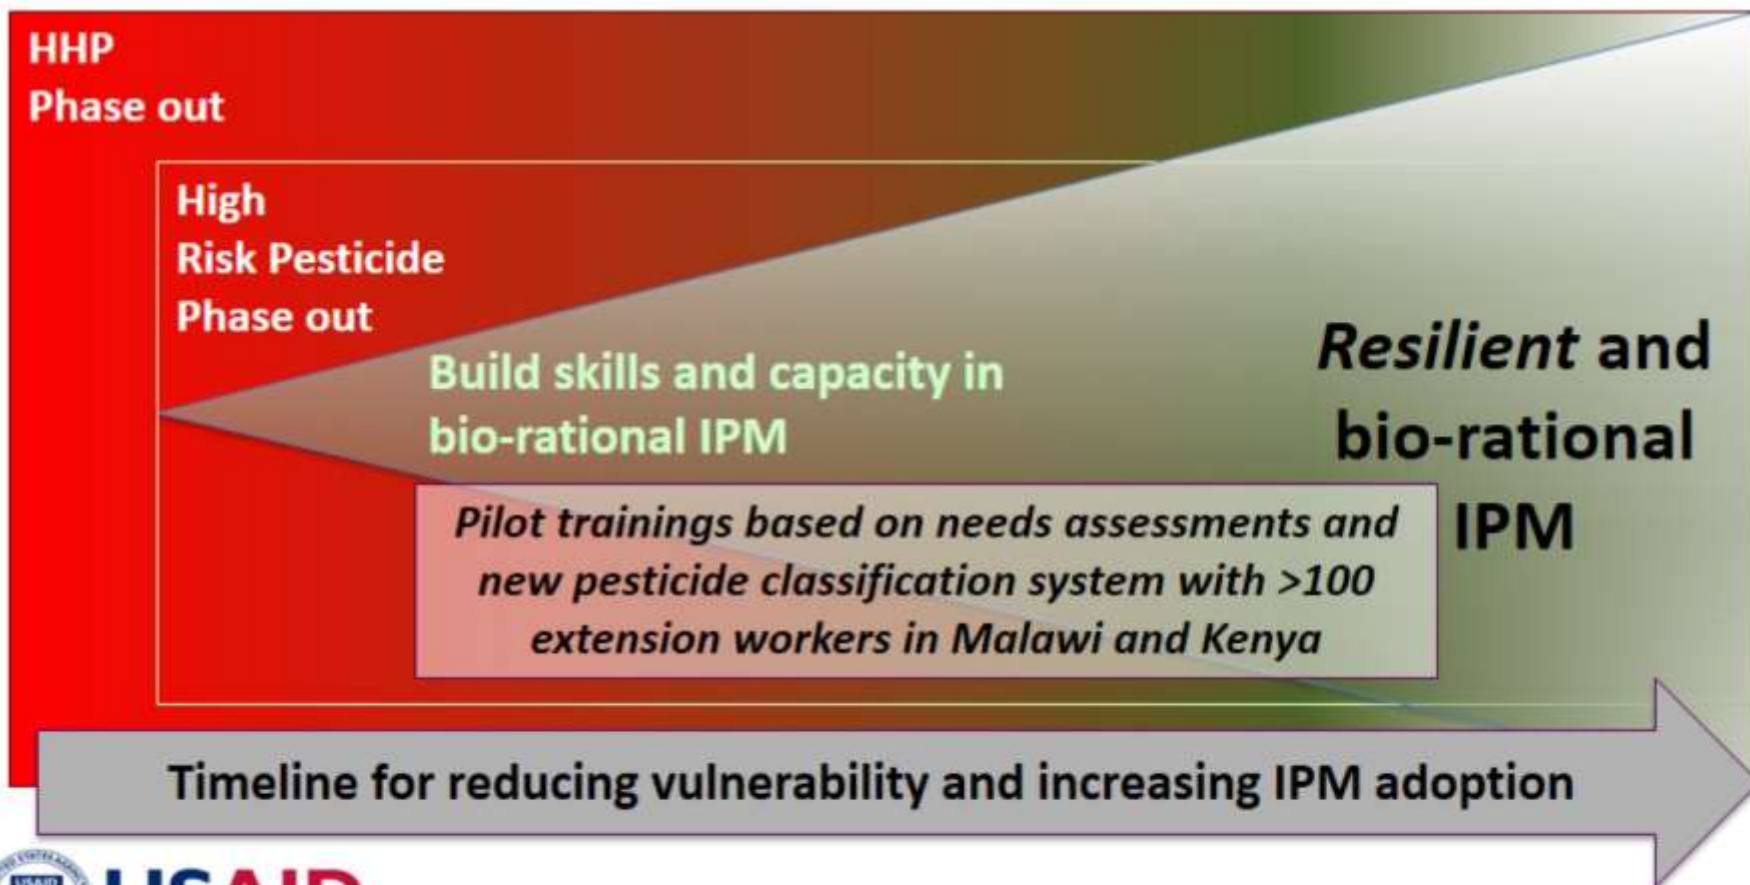 HHP
Phase out
High
Risk Pesticide
Phase out
Build skills and capacity in
bio-rational IPM
Resilient and
bio-rational
IPM
Pilot trainings based on needs assessments and
new pesticide classification system with >100
extension workers in Malawi and Kenya
Timeline for reducing vulnerability and increasing IPM adoption
USAID
USAID